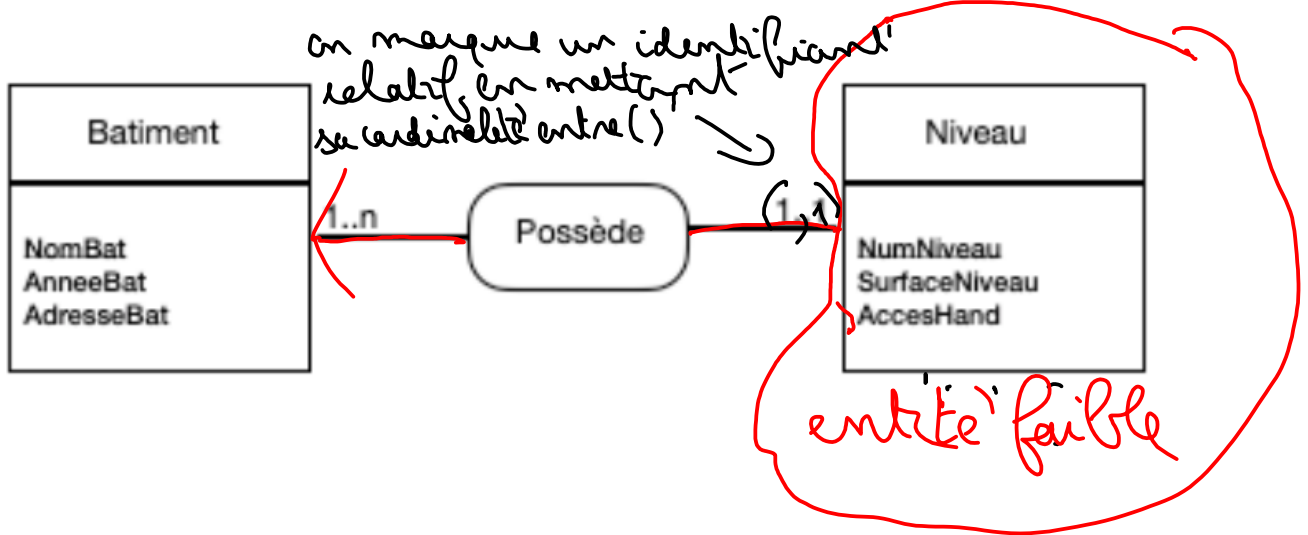 on marque un identifiant
relatif en mettant
sa cardinalité entre ()
Batiment
NomBat
AnneeBat
AdresseBat
1..n
Possède
(1,1)
Niveau
NumNiveau
SurfaceNiveau
AccesHand
entité faible